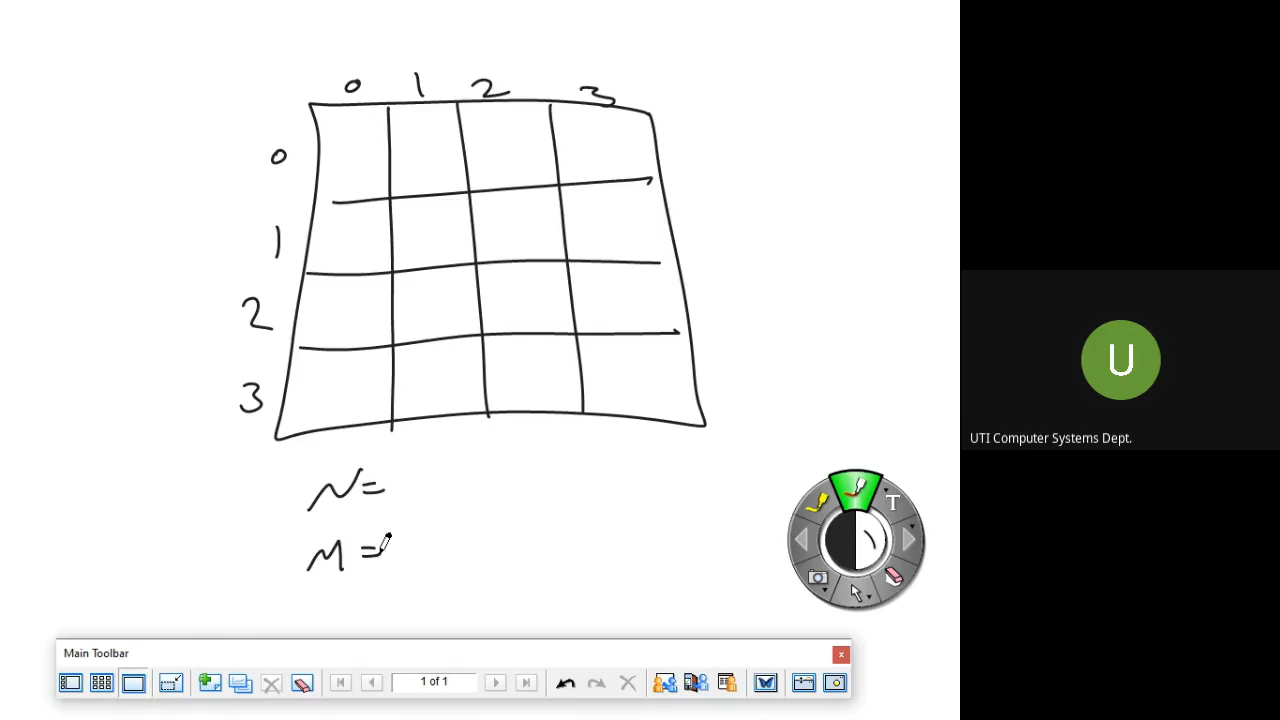 0 1 2 3
0
1
2
3
N=
M=
U
UTI Computer Systems Dept.
T
Main Toolbar
x
1 of 1